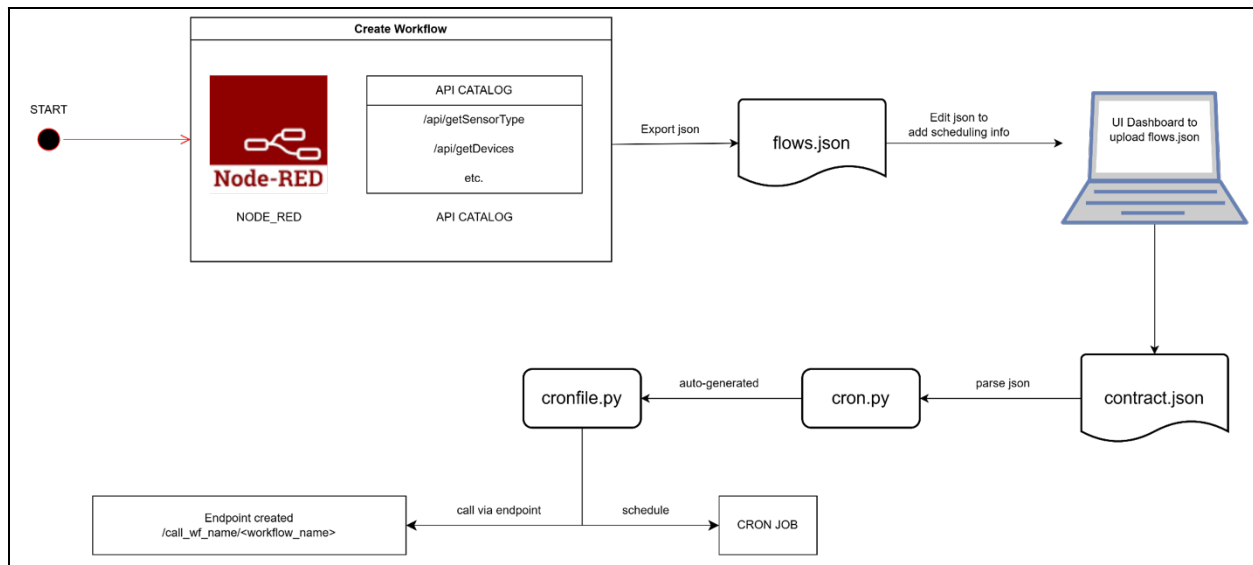 Create Workflow
START
Node-RED
NODE_RED
API CATALOG
/api/getSensorType
/api/getDevices
etc.
API CATALOG
Export json
flows.json
Edit json to
add scheduling info
UI Dashboard to
upload flows.json
contract.json
parse json
cron.py
auto-generated
cronfile.py
call via endpoint
schedule
Endpoint created
/call_wf_name/<workflow_name>
CRON JOB